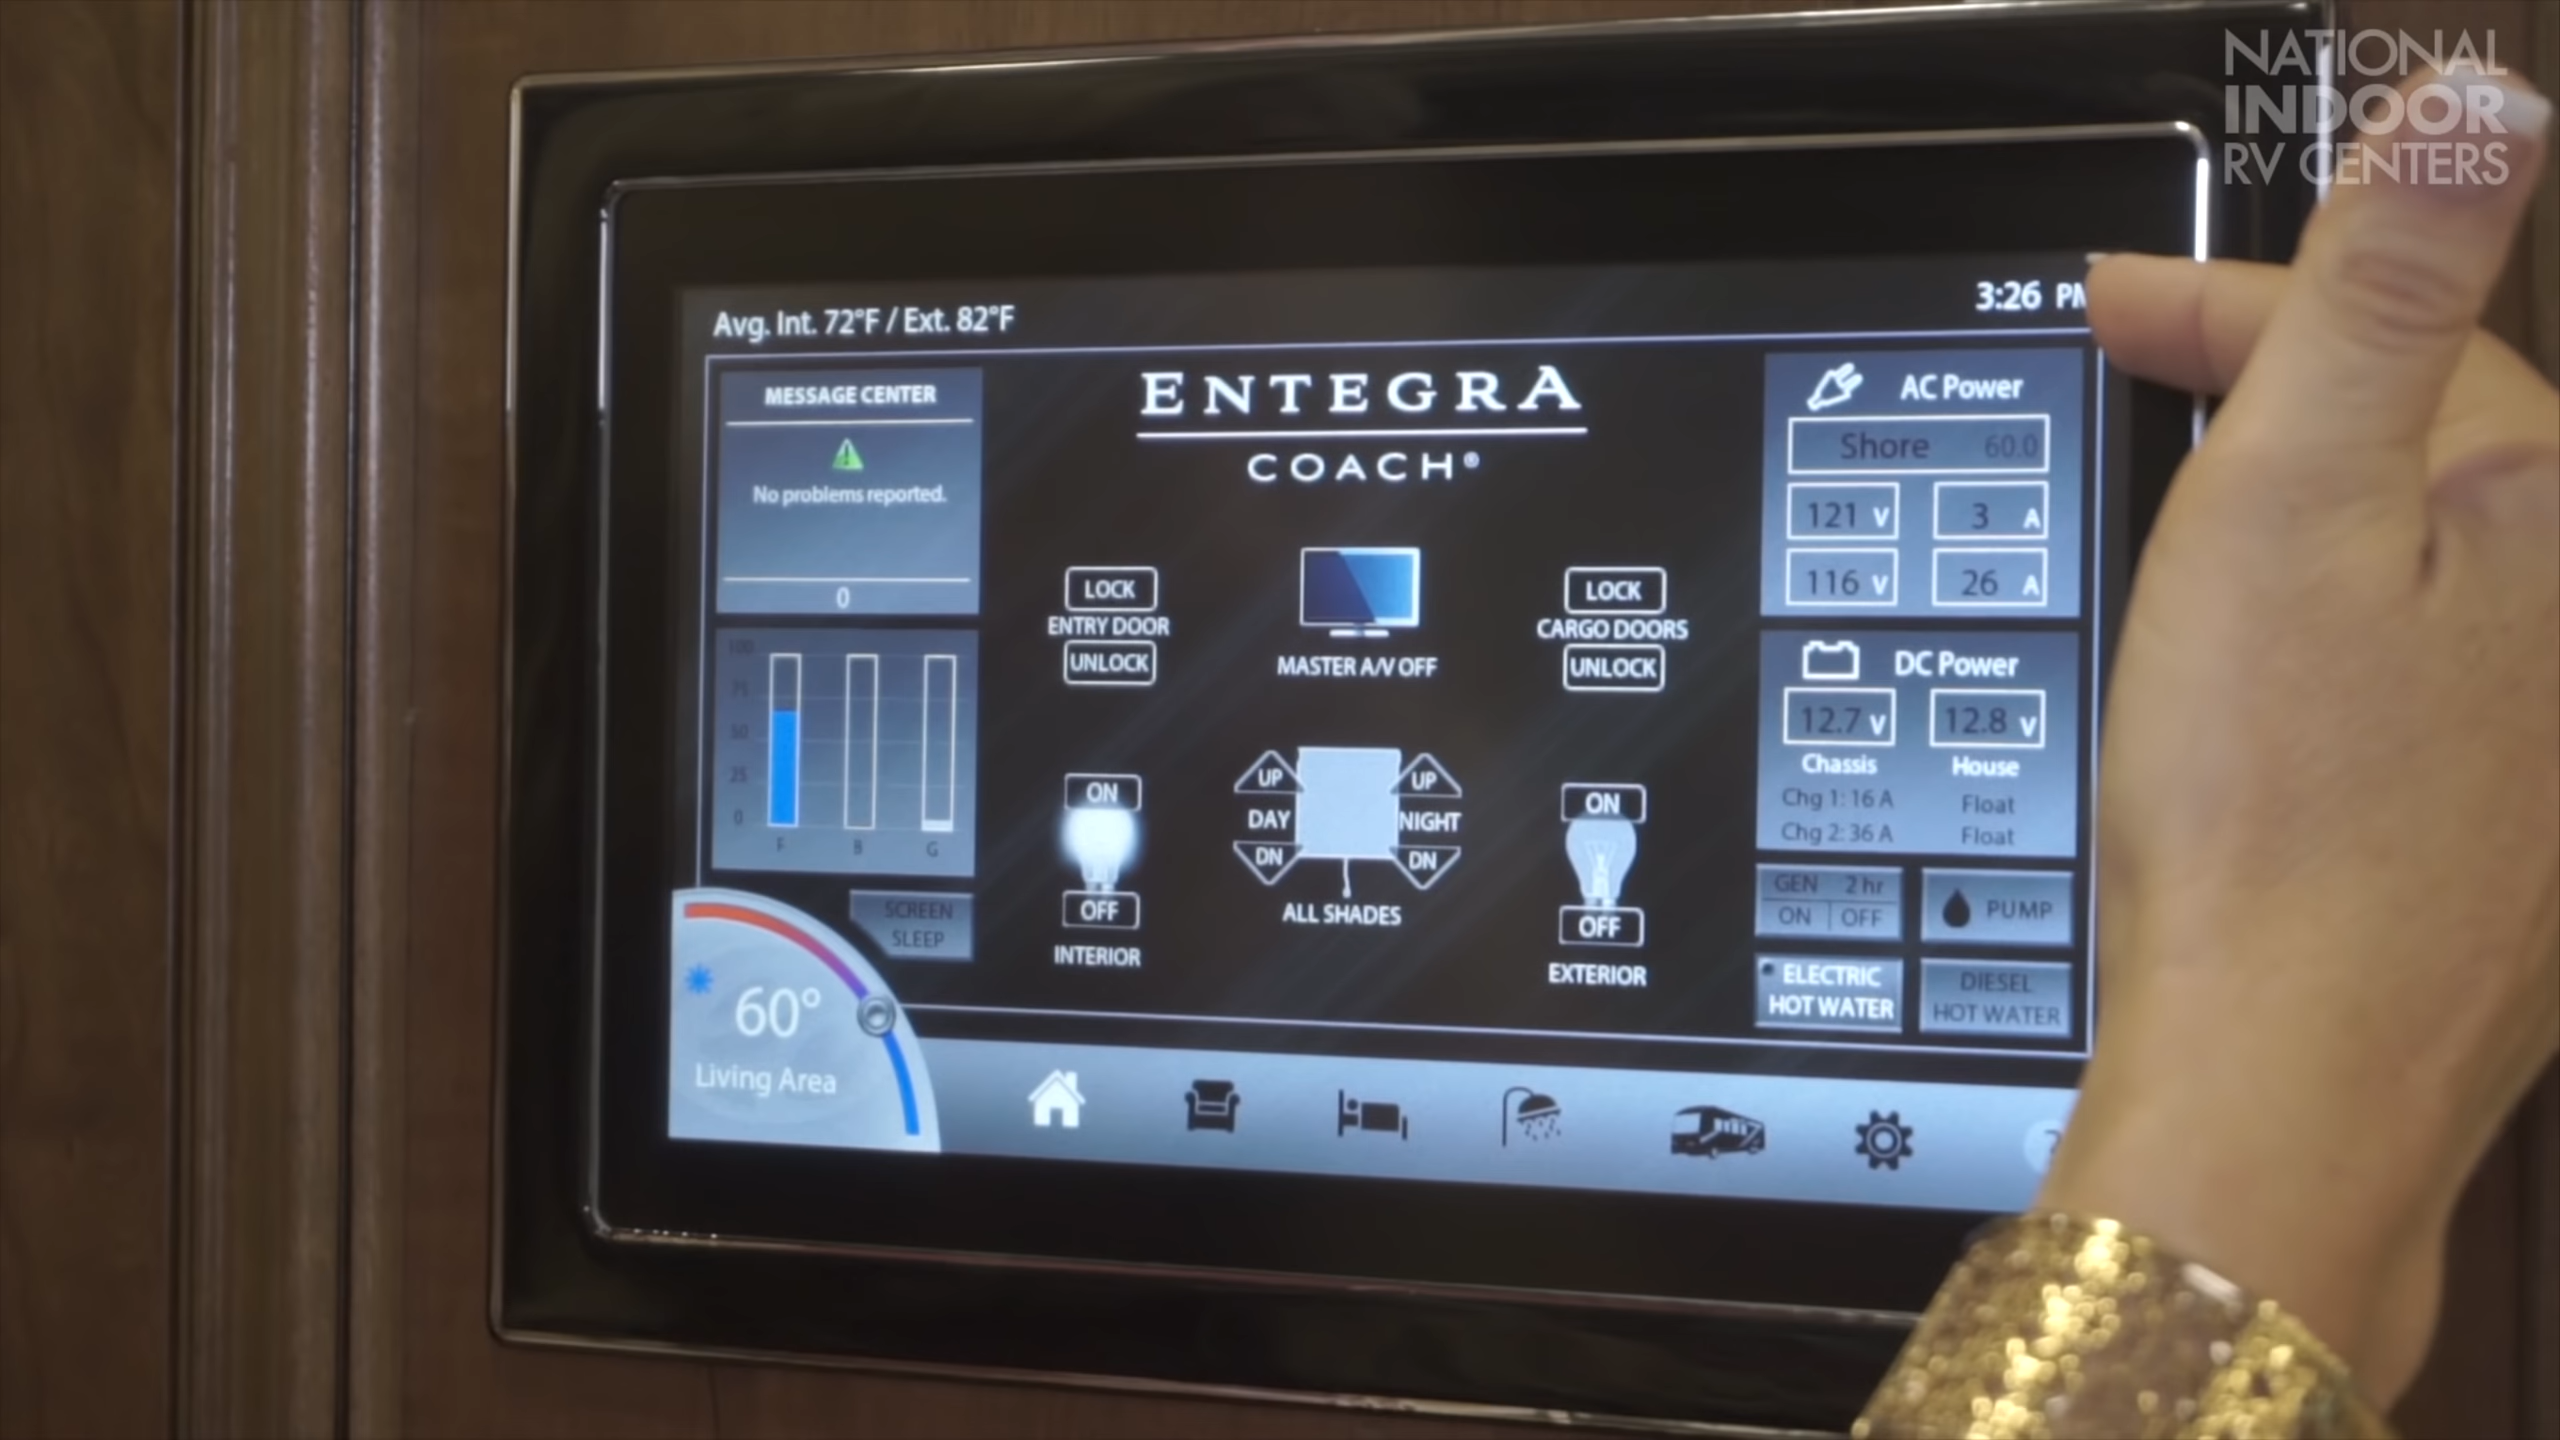 NATIONAL
INDOOR
RV CENTERS
Avg. Int. 72°F / Ext. 82°F
3:26 PM
MESSAGE CENTER
No problems reported.
0
100
75
50
25
0
F B G
SCREEN
SLEEP
60°
Living Area
ENTEGRA
COACH®
LOCK
ENTRY DOOR
UNLOCK
MASTER A/V OFF
LOCK
CARGO DOORS
UNLOCK
ON
OFF
INTERIOR
UP UP
DAY NIGHT
DN DN
ALL SHADES
ON
OFF
EXTERIOR
AC Power
Shore 60.0
121 V 3 A
116 V 26 A
DC Power
12.7 V 12.8 V
Chassis House
Chg 1: 16 A Float
Chg 2: 36 A Float
GEN 2 hr
ON OFF
PUMP
ELECTRIC
HOT WATER
DIESEL
HOT WATER